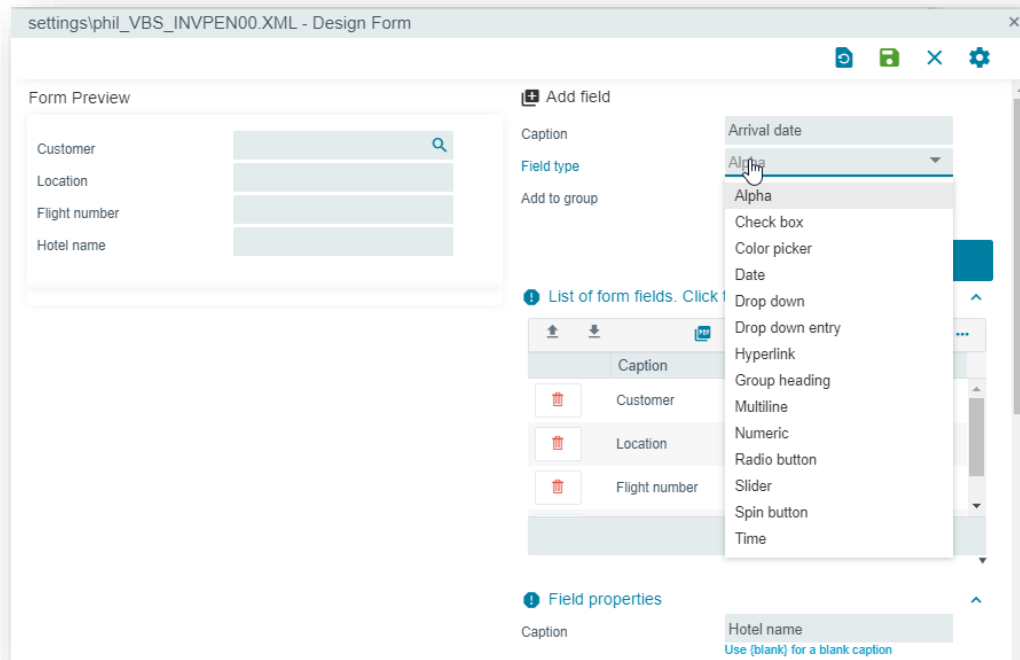 settings\phil_VBS_INVPEN00.XML - Design Form
Form Preview
Customer
Location
Flight number
Hotel name
Add field
Caption
Arrival date
Field type
Alpha
Add to group
Alpha
Check box
Color picker
Date
Drop down
Drop down entry
Hyperlink
Group heading
Multiline
Numeric
Radio button
Slider
Spin button
Time
List of form fields. Click t
PDF
Caption
Customer
Location
Flight number
Field properties
Caption
Hotel name
Use {blank} for a blank caption